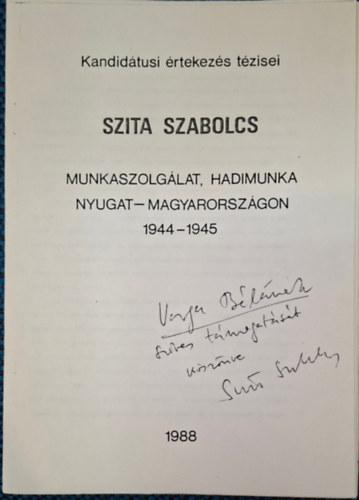 Kandidátusi értekezés tézisei
SZITA SZABOLCS
MUNKASZOLGÁLAT, HADIMUNKA
NYUGAT-MAGYARORSZÁGON
1944-1945
Varga Bélának
szíves támogatását
köszönve
Szita Szabolcs
1988